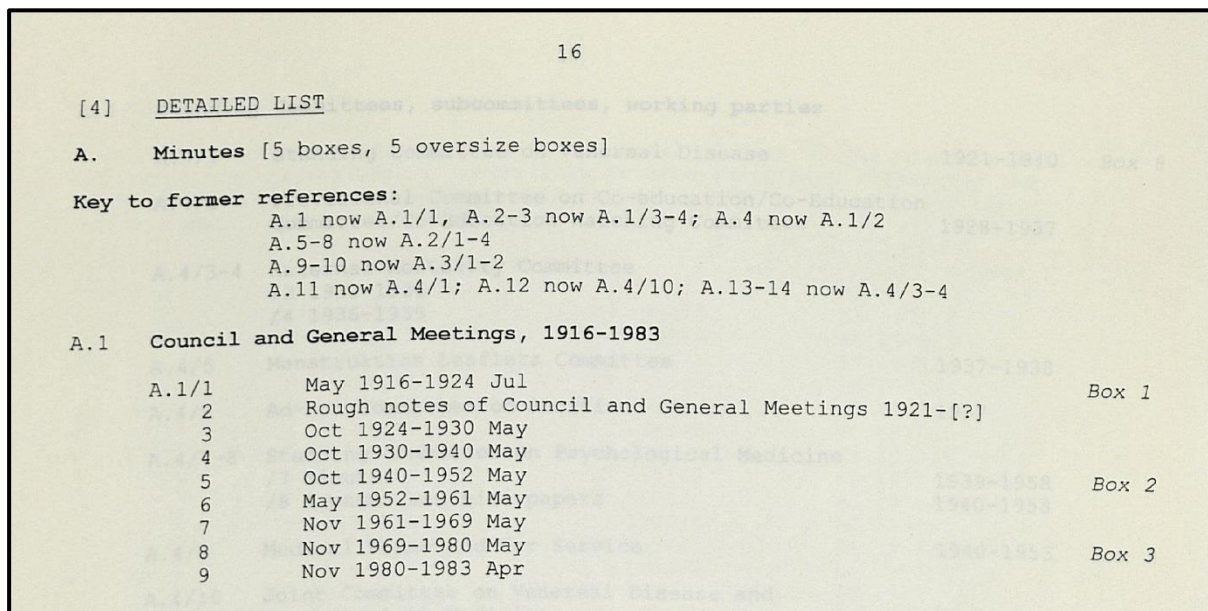 16
[4] DETAILED LIST
A. Minutes [5 boxes, 5 oversize boxes]
Key to former references:
A.1 now A.1/1, A.2-3 now A.1/3-4; A.4 now A.1/2
A.5-8 now A.2/1-4
A.9-10 now A.3/1-2
A.11 now A.4/1; A.12 now A.4/10; A.13-14 now A.4/3-4
A.1 Council and General Meetings, 1916-1983
A.1/1 May 1916-1924 Jul Box 1
2 Rough notes of Council and General Meetings 1921-[?]
3 Oct 1924-1930 May
4 Oct 1930-1940 May
5 Oct 1940-1952 May Box 2
6 May 1952-1961 May
7 Nov 1961-1969 May
8 Nov 1969-1980 May Box 3
9 Nov 1980-1983 Apr